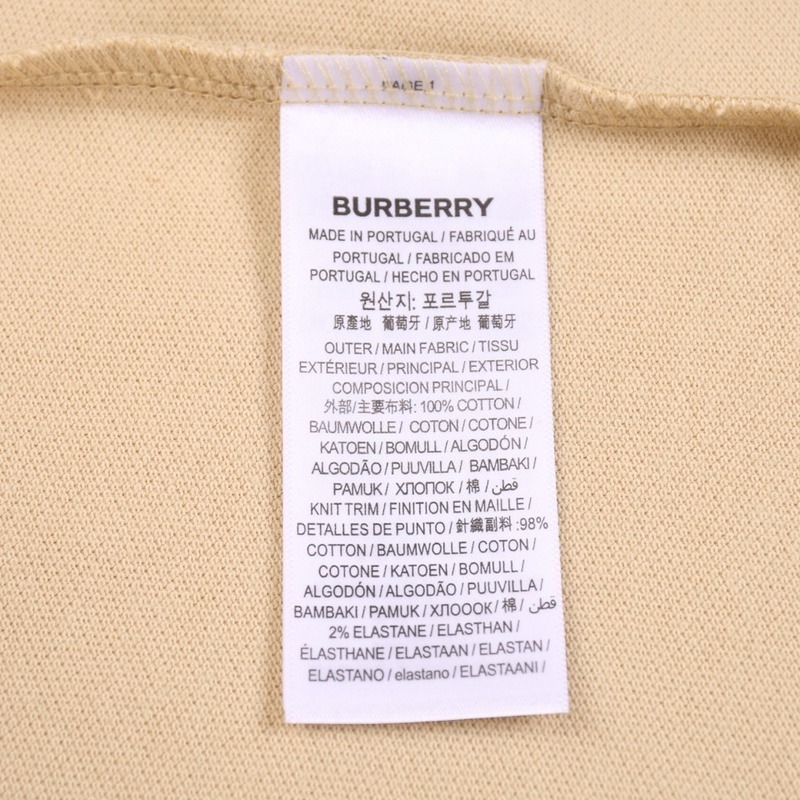 PAGE 1
BURBERRY
MADE IN PORTUGAL / FABRIQUÉ AU
PORTUGAL / FABRICADO EM
PORTUGAL / HECHO EN PORTUGAL
원산지: 포르투갈
原產地 葡萄牙 / 原产地 葡萄牙
OUTER / MAIN FABRIC / TISSU
EXTÉRIEUR / PRINCIPAL / EXTERIOR
COMPOSICION PRINCIPAL /
外部/主要布料: 100% COTTON /
BAUMWOLLE / COTON / COTONE /
KATOEN / BOMULL / ALGODÓN /
ALGODÃO / PUUVILLA / BAMBAKI /
PAMUK / ХЛОПОК / 棉 / قطن
KNIT TRIM / FINITION EN MAILLE /
DETALLES DE PUNTO / 針織副料 :98%
COTTON / BAUMWOLLE / COTON /
COTONE / KATOEN / BOMULL /
ALGODÓN / ALGODÃO / PUUVILLA /
BAMBAKI / PAMUK / ХЛОООК / 棉 / قطن
2% ELASTANE / ELASTHAN /
ÉLASTHANE / ELASTAAN / ELASTAN /
ELASTANO / elastano / ELASTAANI /